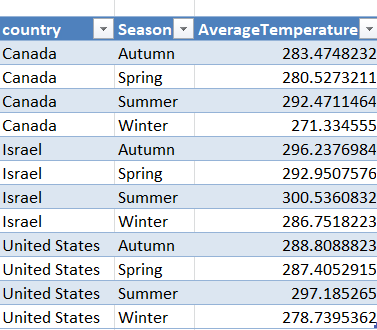 country Season AverageTemperature
Canada Autumn 283.4748232
Canada Spring 280.5273211
Canada Summer 292.4711464
Canada Winter 271.334555
Israel Autumn 296.2376984
Israel Spring 292.9507576
Israel Summer 300.5360832
Israel Winter 286.7518223
United States Autumn 288.8088823
United States Spring 287.4052915
United States Summer 297.185265
United States Winter 278.7395362